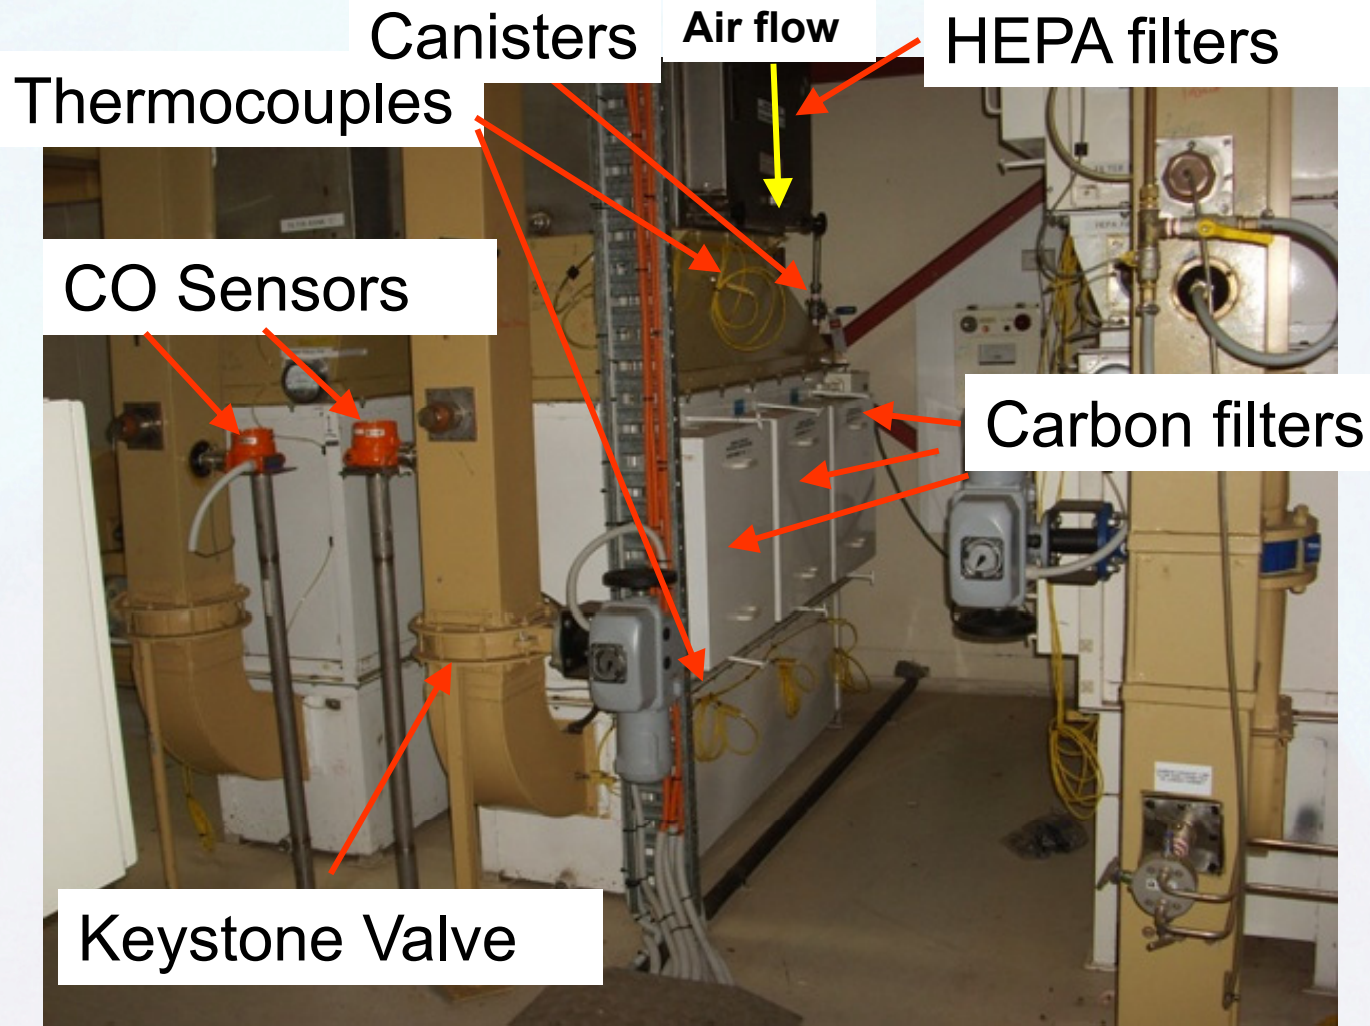 Canisters
Air flow
HEPA filters
Thermocouples
CO Sensors
Carbon filters
Keystone Valve